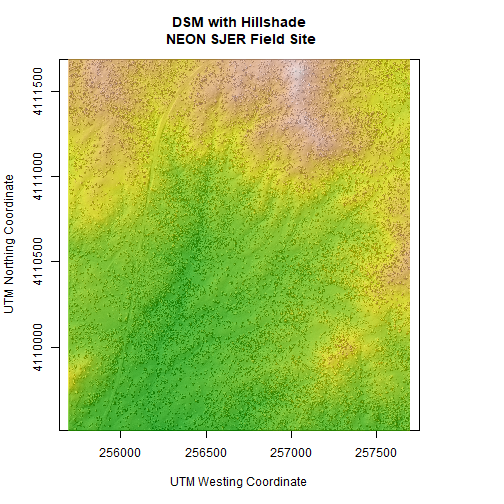 DSM with Hillshade
NEON SJER Field Site
UTM Northing Coordinate
4111500
4111000
4110500
4110000
256000 256500 257000 257500
UTM Westing Coordinate